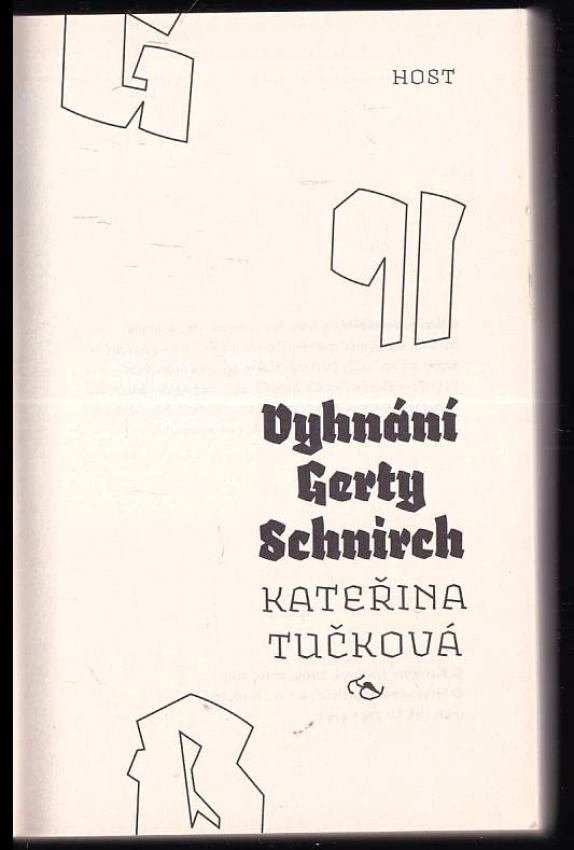 HOST
Vyhnání
Gerty
Schnirch
KATEŘINA
TUČKOVÁ